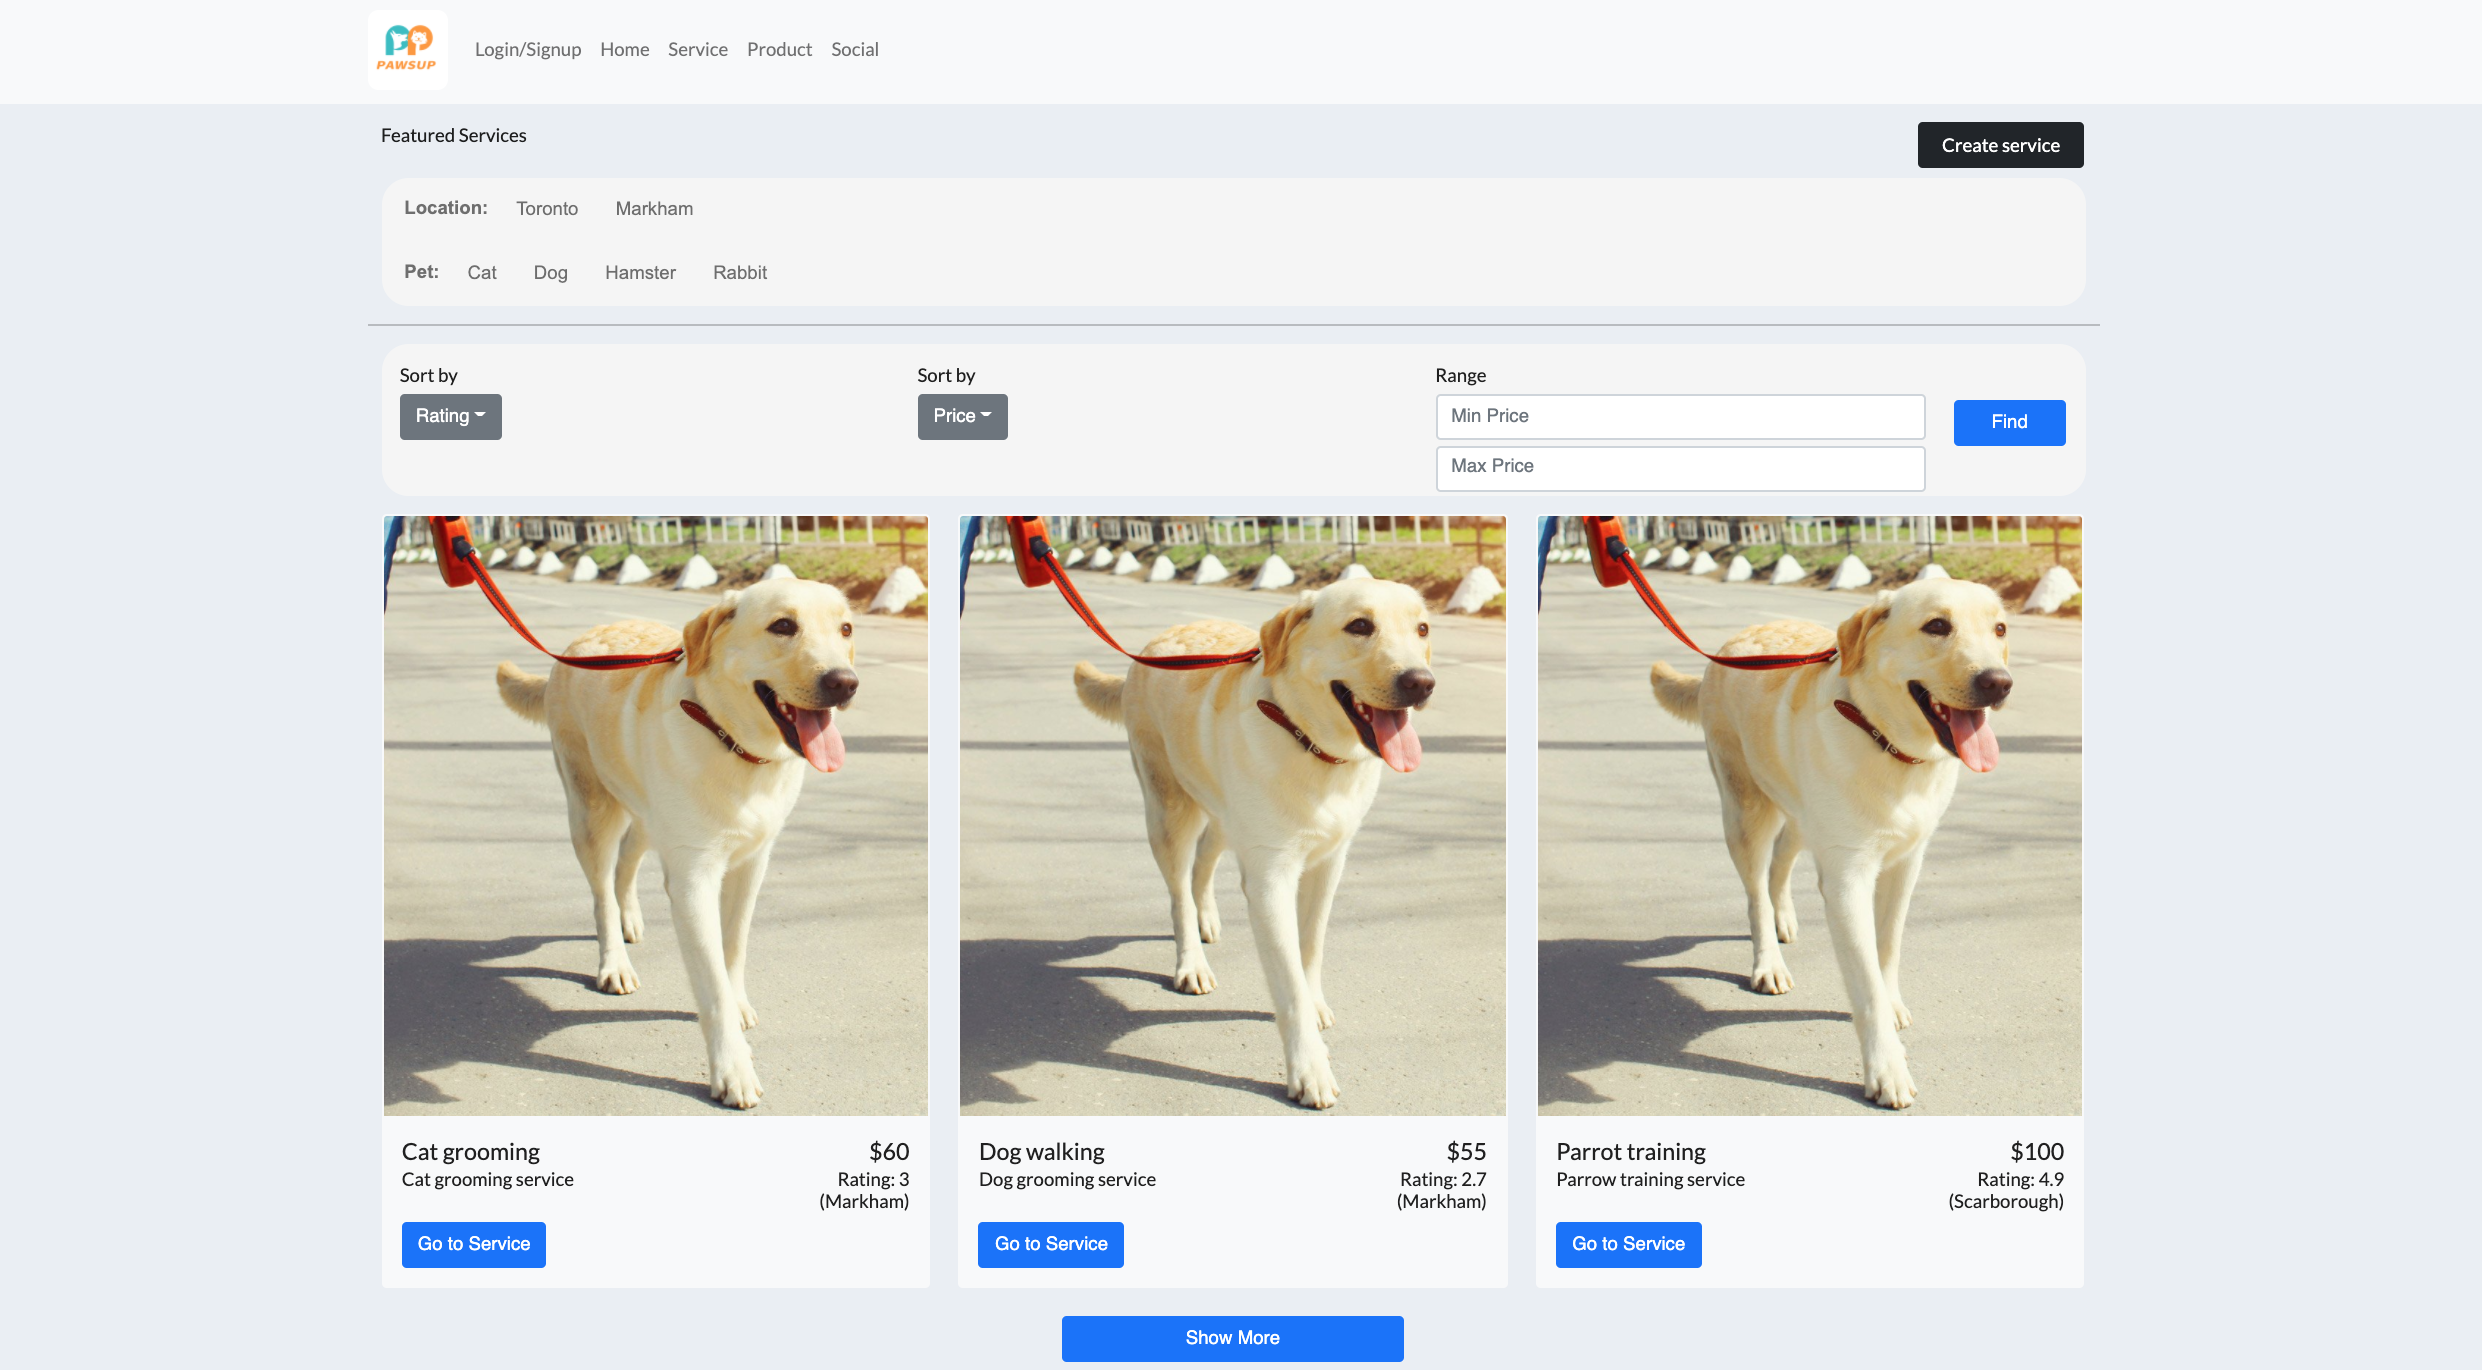 PAWSUP
Login/Signup Home Service Product Social
Featured Services
Create service
Location: Toronto Markham
Pet: Cat Dog Hamster Rabbit
Sort by
Rating
Sort by
Price
Range
Min Price
Max Price
Find
Cat grooming $60
Cat grooming service Rating: 3
(Markham)
Go to Service
Dog walking $55
Dog grooming service Rating: 2.7
(Markham)
Go to Service
Parrot training $100
Parrow training service Rating: 4.9
(Scarborough)
Go to Service
Show More